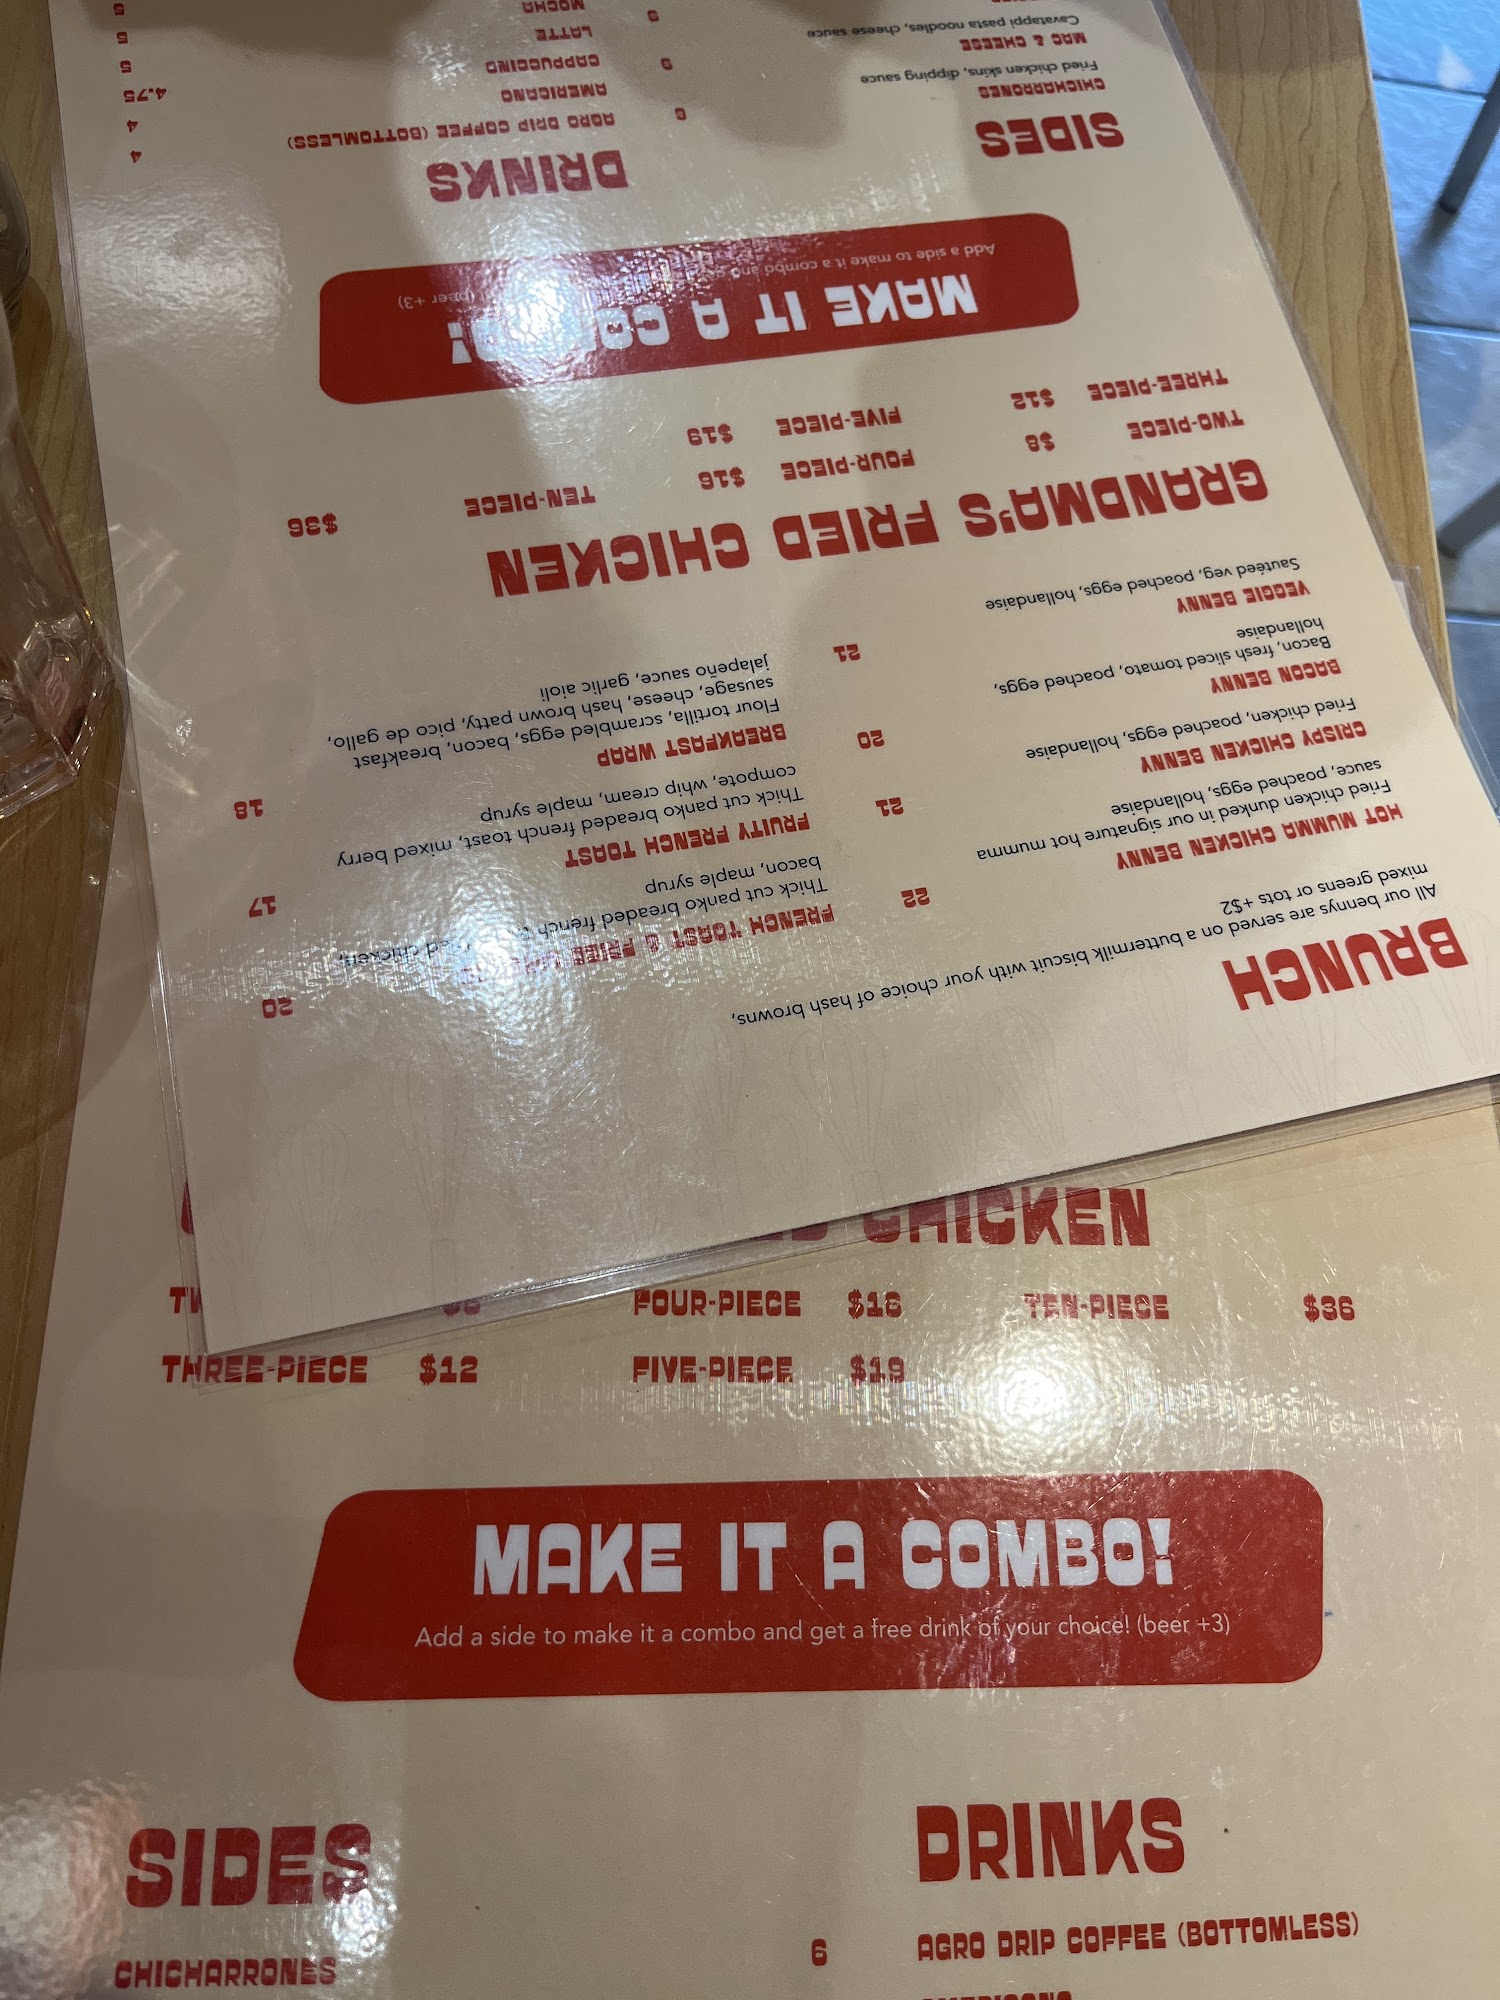 BRUNCH
All our bennys are served on a buttermilk biscuit with your choice of hash browns,
mixed greens or tots +$2
HOT MUMMA CHICKEN BENNY 22
Fried chicken dunked in our signature hot mumma
sauce, poached eggs, hollandaise
CRISPY CHICKEN BENNY 21
Fried chicken, poached eggs, hollandaise
BACON BENNY 20
Bacon, fresh sliced tomato, poached eggs,
hollandaise
VEGGIE BENNY 21
Sautéed veg, poached eggs, hollandaise
FRENCH TOAST & 20
Thick cut panko breaded french chicken,
bacon, maple syrup
FRUITY FRENCH TOAST 17
Thick cut panko breaded french toast, mixed berry
compote, whip cream, maple syrup
BREAKFAST WRAP 18
Flour tortilla, scrambled eggs, bacon, breakfast
sausage, cheese, hash brown patty, pico de gallo,
jalapeño sauce, garlic aioli
GRANDMA'S FRIED CHICKEN
TWO-PIECE $8 FOUR-PIECE $16 TEN-PIECE $36
THREE-PIECE $12 FIVE-PIECE $19
MAKE IT A COMBO!
Add a side to make it a combo and (beer +3)
SIDES
CHICHARRONES 6
Fried chicken skins, dipping sauce
MAC & CHEESE
Cavatappi pasta noodles, cheese sauce
DRINKS
AGRO DRIP COFFEE (BOTTOMLESS) 4
AMERICANO 4
CAPPUCCINO 4.75
LATTE 5
MOCHA 5
5
CHICKEN
FOUR-PIECE $16 TEN-PIECE $36
THREE-PIECE $12 FIVE-PIECE $19
MAKE IT A COMBO!
Add a side to make it a combo and get a free drink of your choice! (beer +3)
SIDES
CHICHARRONES 6
DRINKS
AGRO DRIP COFFEE (BOTTOMLESS)